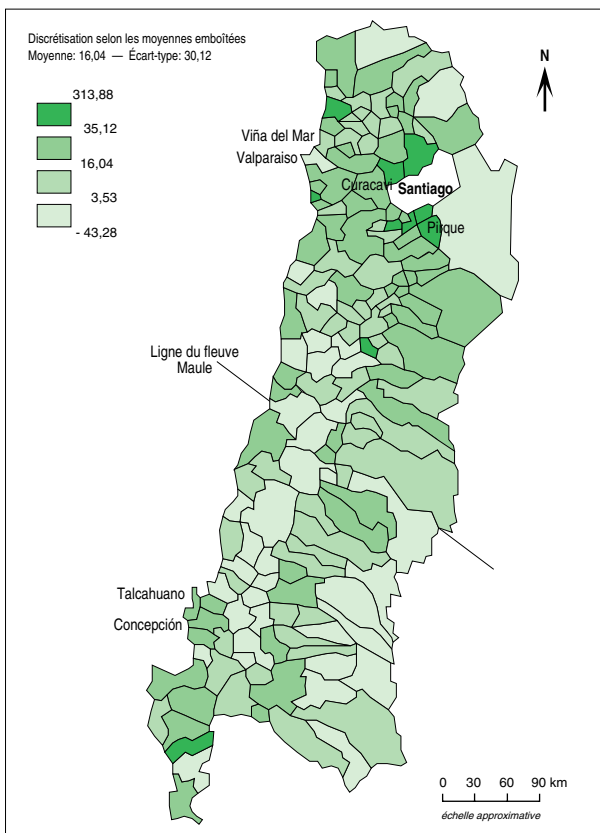 Discrétisation selon les moyennes emboîtées
Moyenne: 16,04 — Écart-type: 30,12
N
313,88
35,12
16,04
3,53
- 43,28
Viña del Mar
Valparaiso
Curacavi
Santiago
Pirque
Ligne du fleuve
Maule
Talcahuano
Concepción
0 30 60 90 km
échelle approximative